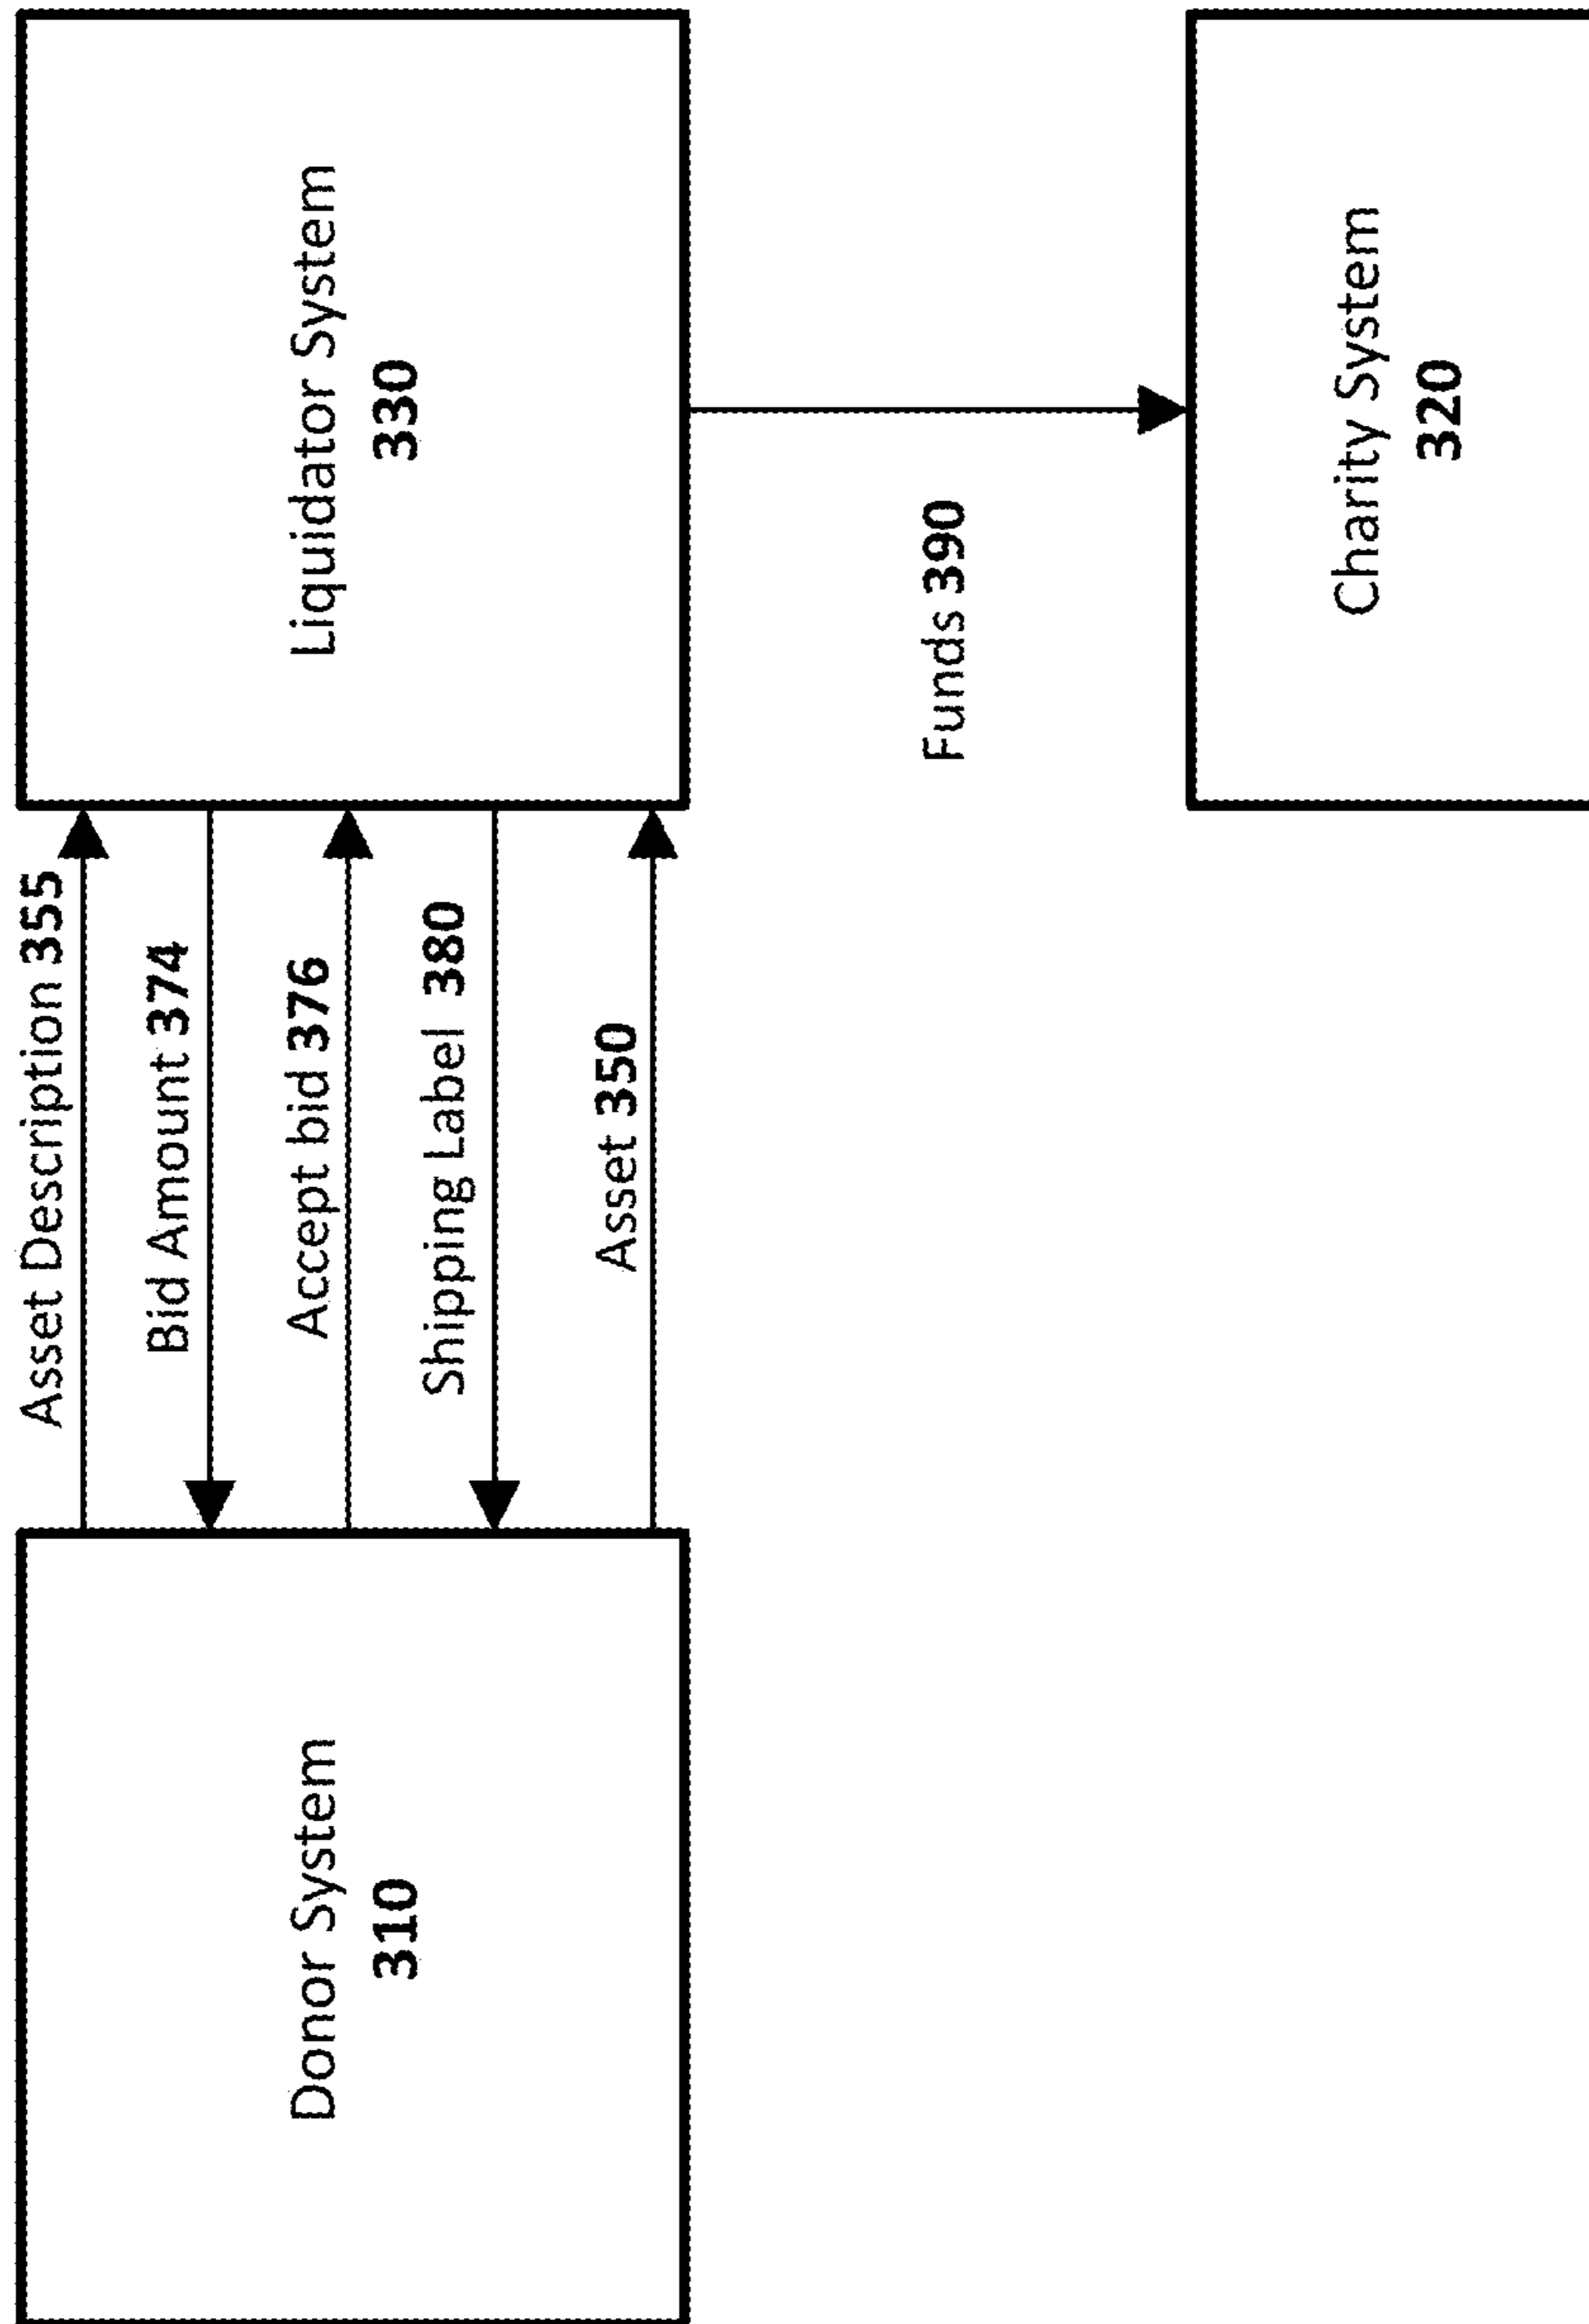 Donor System
310
Asset Description 355
Bid Amount 374
Accept bid 376
Shipping Label 380
Asset 350
Liquidator System
330
Funds 390
Charity System
320